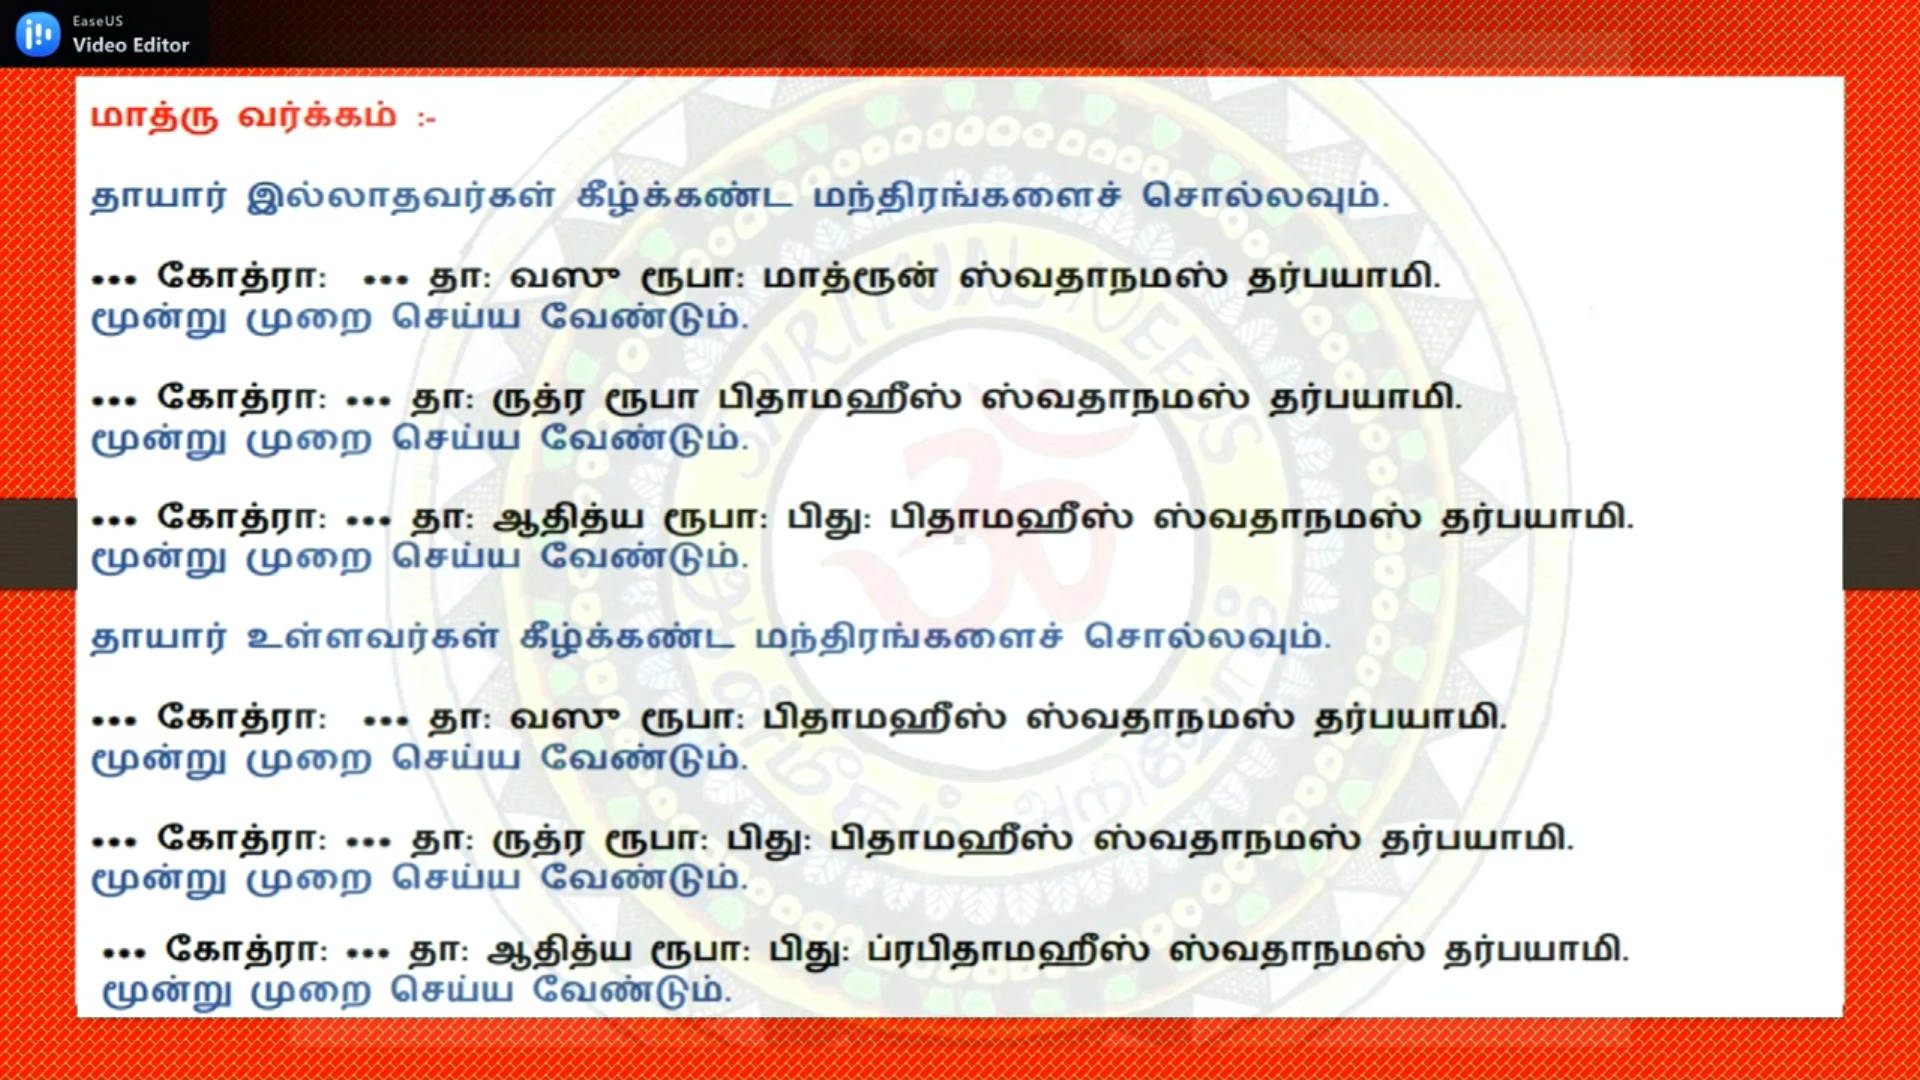 EaseUS
Video Editor
மாத்ரு வர்க்கம் :-
தாயார் இல்லாதவர்கள் கீழ்க்கண்ட மந்திரங்களைச் சொல்லவும்.
••• கோத்ரா: ••• தா: வஸு ரூபா: மாத்ரூன் ஸ்வதாநமஸ் தர்பயாமி.
மூன்று முறை செய்ய வேண்டும்.
••• கோத்ரா: ••• தா: ருத்ர ரூபா பிதாமஹீஸ் ஸ்வதாநமஸ் தர்பயாமி.
மூன்று முறை செய்ய வேண்டும்.
••• கோத்ரா: ••• தா: ஆதித்ய ரூபா: பிது: பிதாமஹீஸ் ஸ்வதாநமஸ் தர்பயாமி.
மூன்று முறை செய்ய வேண்டும்.
தாயார் உள்ளவர்கள் கீழ்க்கண்ட மந்திரங்களைச் சொல்லவும்.
••• கோத்ரா: ••• தா: வஸு ரூபா: பிதாமஹீஸ் ஸ்வதாநமஸ் தர்பயாமி.
மூன்று முறை செய்ய வேண்டும்.
••• கோத்ரா: ••• தா: ருத்ர ரூபா: பிது: பிதாமஹீஸ் ஸ்வதாநமஸ் தர்பயாமி.
மூன்று முறை செய்ய வேண்டும்.
••• கோத்ரா: ••• தா: ஆதித்ய ரூபா: பிது: ப்ரபிதாமஹீஸ் ஸ்வதாநமஸ் தர்பயாமி.
மூன்று முறை செய்ய வேண்டும்.
SPIRITUAL NEEDS
ॐ